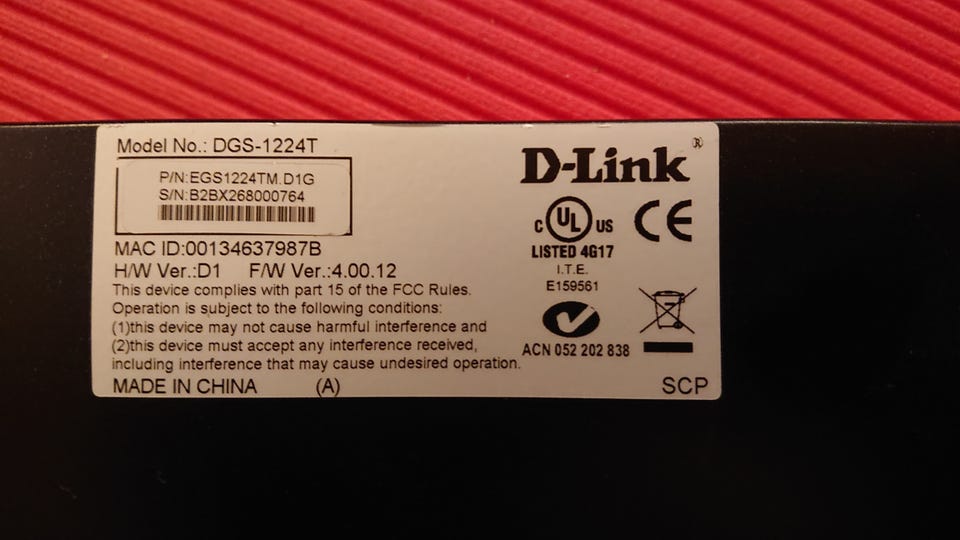 Model No.: DGS-1224T
P/N:EGS1224TM.D1G
S/N:B2BX268000764
MAC ID:00134637987B
H/W Ver.:D1 F/W Ver.:4.00.12
This device complies with part 15 of the FCC Rules.
Operation is subject to the following conditions:
(1)this device may not cause harmful interference and
(2)this device must accept any interference received,
including interference that may cause undesired operation.
MADE IN CHINA (A)
D-Link®
C UL US
LISTED 4G17
I.T.E.
E159561
CE
ACN 052 202 838
SCP